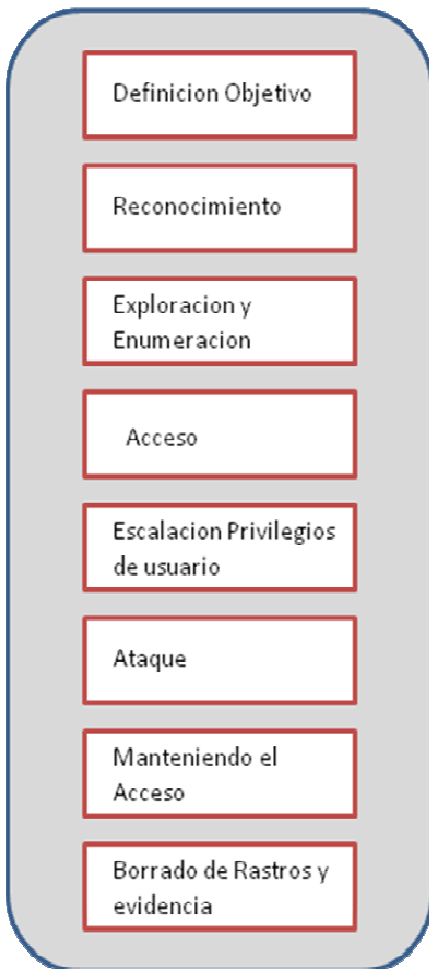 Definicion Objetivo
Reconocimiento
Exploracion y
Enumeracion
Acceso
Escalacion Privilegios
de usuario
Ataque
Manteniendo el
Acceso
Borrado de Rastros y
evidencia